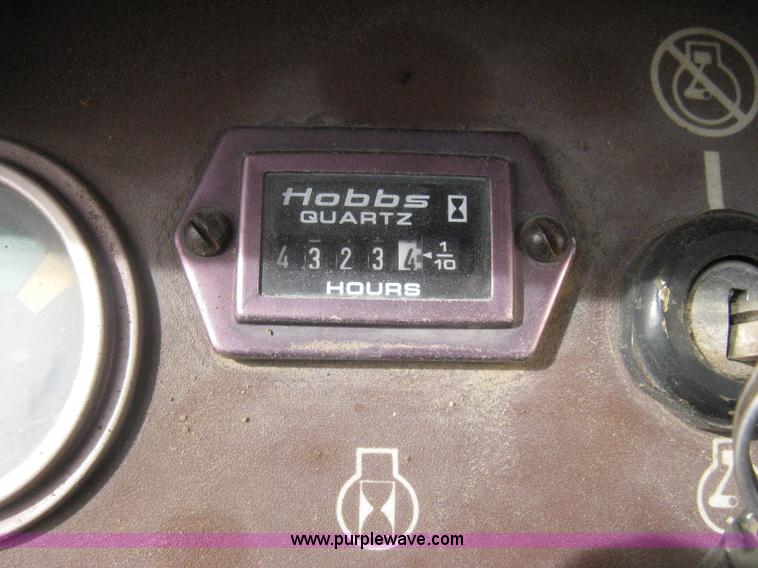 Hobbs
QUARTZ
4 3 2 3 4 1/10
HOURS
www.purplewave.com